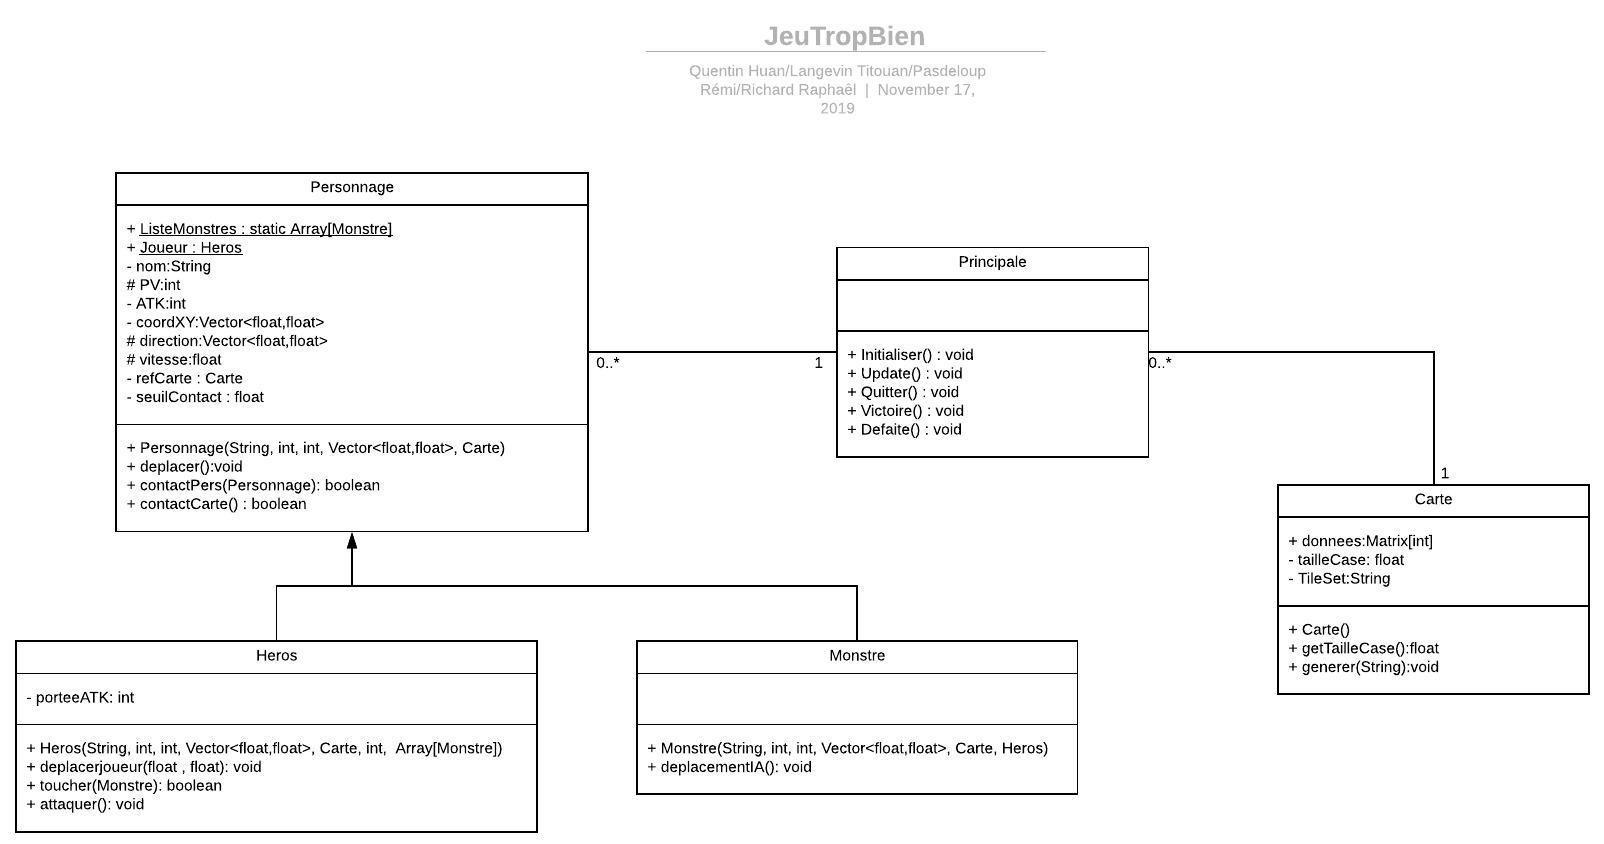 JeuTropBien
Quentin Huan/Langevin Titouan/Pasdeloup
Rémi/Richard Raphaêl | November 17,
2019
Personnage
+ ListeMonstres : static Array[Monstre]
+ Joueur : Heros
- nom:String
# PV:int
- ATK:int
- coordXY:Vector<float,float>
# direction:Vector<float,float>
# vitesse:float
- refCarte : Carte
- seuilContact : float
+ Personnage(String, int, int, Vector<float,float>, Carte)
+ deplacer():void
+ contactPers(Personnage): boolean
+ contactCarte() : boolean
0..*
1
Principale
+ Initialiser() : void
+ Update() : void
+ Quitter() : void
+ Victoire() : void
+ Defaite() : void
0..*
1
Carte
+ donnees:Matrix[int]
- tailleCase: float
- TileSet:String
+ Carte()
+ getTailleCase():float
+ generer(String):void
Heros
- porteeATK: int
+ Heros(String, int, int, Vector<float,float>, Carte, int,  Array[Monstre])
+ deplacerjoueur(float , float): void
+ toucher(Monstre): boolean
+ attaquer(): void
Monstre
+ Monstre(String, int, int, Vector<float,float>, Carte, Heros)
+ deplacementIA(): void